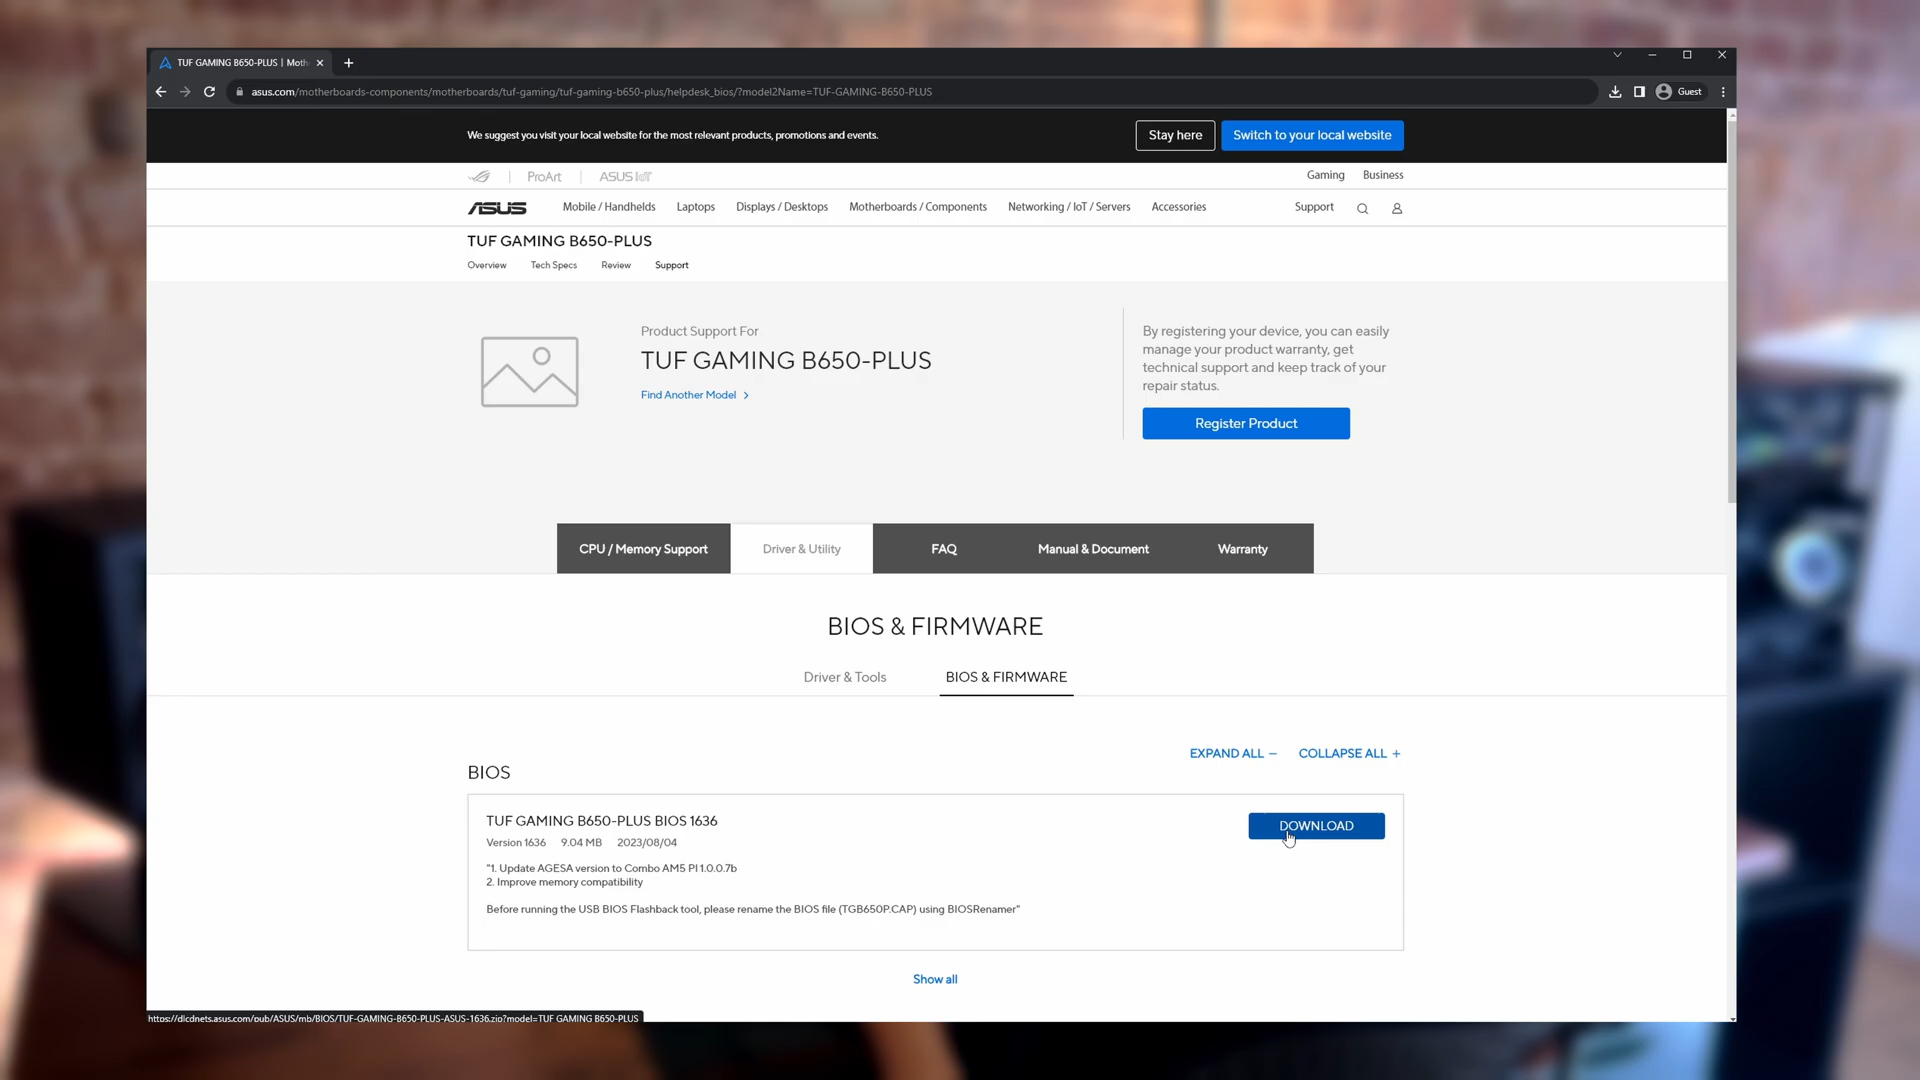 TUF GAMING B650-PLUS | Moth
asus.com/motherboards-components/motherboards/tuf-gaming/tuf-gaming-b650-plus/helpdesk_bios/?model2Name=TUF-GAMING-B650-PLUS
Guest
We suggest you visit your local website for the most relevant products, promotions and events.
Stay here
Switch to your local website
ProArt
ASUS IoT
Gaming
Business
ASUS
Mobile / Handhelds
Laptops
Displays / Desktops
Motherboards / Components
Networking / IoT / Servers
Accessories
Support
TUF GAMING B650-PLUS
Overview
Tech Specs
Review
Support
Product Support For
TUF GAMING B650-PLUS
Find Another Model
By registering your device, you can easily
manage your product warranty, get
technical support and keep track of your
repair status.
Register Product
CPU / Memory Support
Driver & Utility
FAQ
Manual & Document
Warranty
BIOS & FIRMWARE
Driver & Tools
BIOS & FIRMWARE
EXPAND ALL −
COLLAPSE ALL +
BIOS
TUF GAMING B650-PLUS BIOS 1636
DOWNLOAD
Version 1636
9.04 MB
2023/08/04
"1. Update AGESA version to Combo AM5 PI 1.0.0.7b
2. Improve memory compatibility
Before running the USB BIOS Flashback tool, please rename the BIOS file (TGB650P.CAP) using BIOSRenamer"
Show all
https://dlcdnets.asus.com/pub/ASUS/mb/BIOS/TUF-GAMING-B650-PLUS-ASUS-1636.zip?model=TUF GAMING B650-PLUS